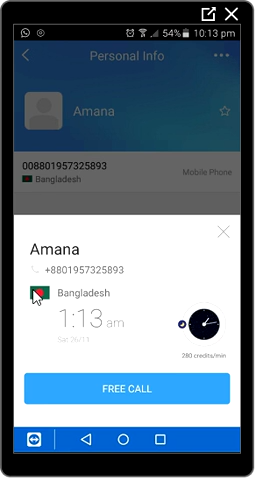 54% 10:13 pm
Personal Info
Amana
008801957325893
Bangladesh
Mobile Phone
Amana
+8801957325893
Bangladesh
1:13 am
Sat 26/11
280 credits/min
FREE CALL